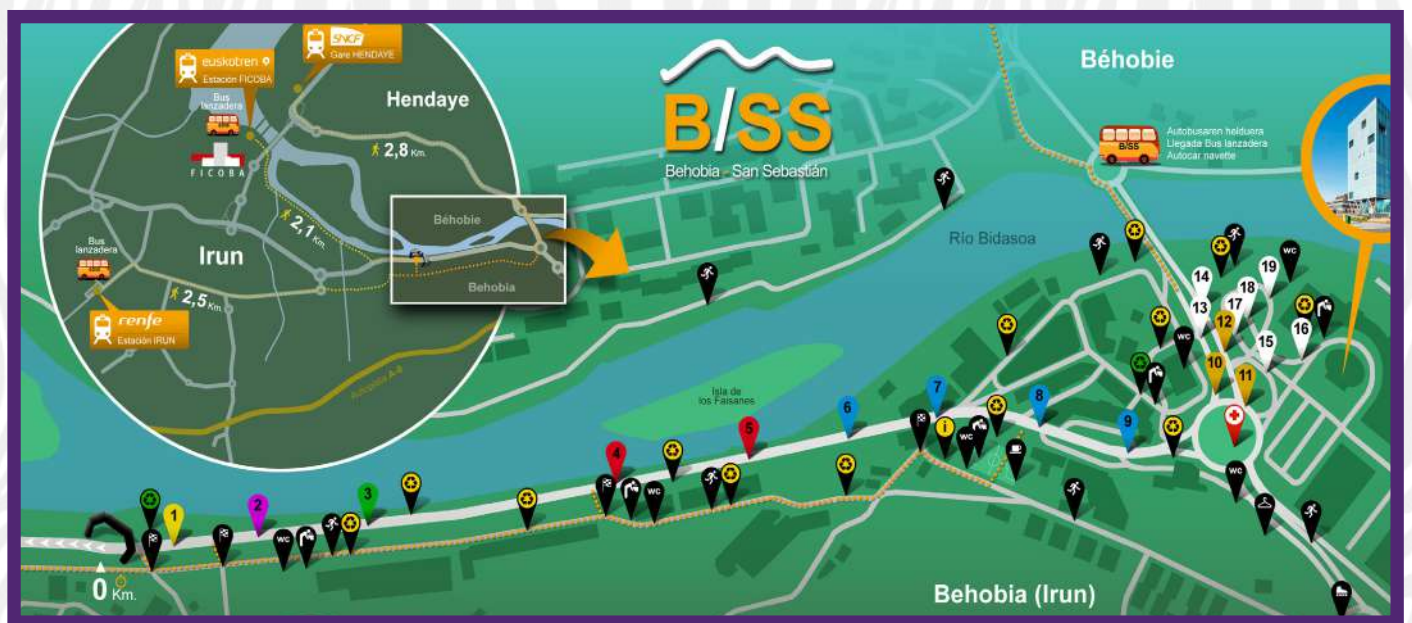 euskotren
Estación FICOBA
SNCF
Gare HENDAYE
Bus
lanzadera
FICOBA
Hendaye
2,8 Km.
Béhobie
2,1 Km.
Irun
Behobia
Bus
lanzadera
2,5 Km.
renfe
Estación IRUN
Autopista A-8
B/SS
Behobia - San Sebastián
Béhobie
B/SS
Autobusaren helduera
Llegada Bus lanzadera
Autocar navette
Río Bidasoa
Isla de
los Faisanes
WC
14
18
19
13
17
12
16
WC
15
10
11
7
8
6
i
9
5
WC
4
WC
WC
3
2
1
WC
0 Km.
Behobia (Irun)